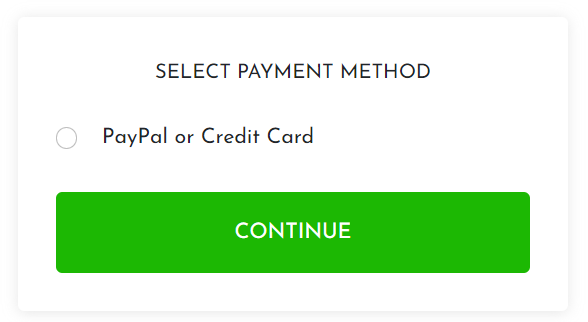 SELECT PAYMENT METHOD
PayPal or Credit Card
CONTINUE